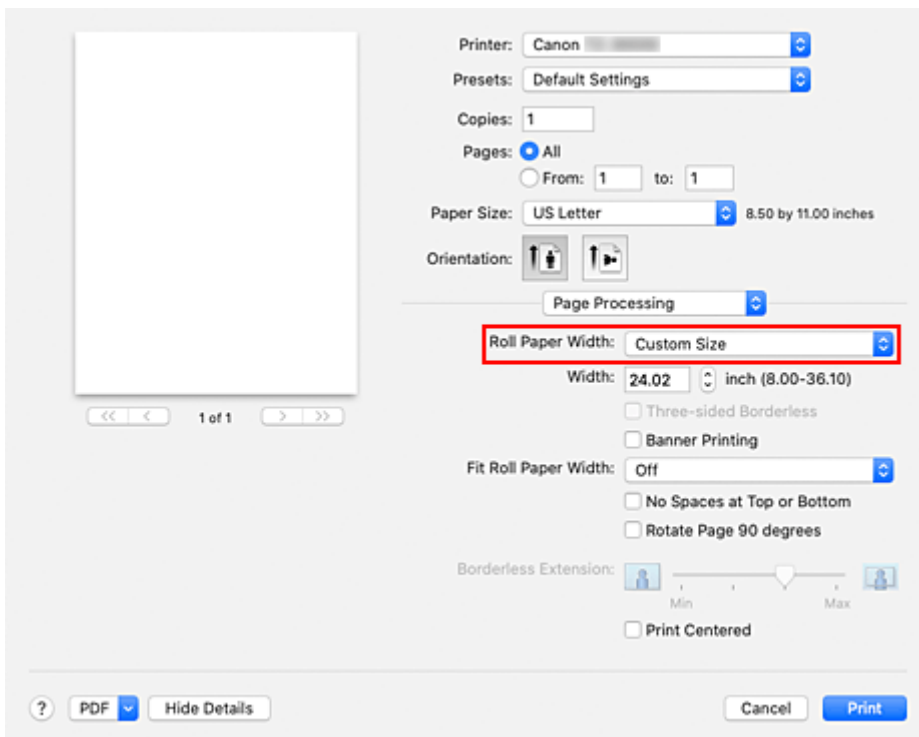 Printer: Canon
Presets: Default Settings
Copies: 1
Pages: All
From: 1 to: 1
Paper Size: US Letter 8.50 by 11.00 inches
Orientation:
Page Processing
Roll Paper Width: Custom Size
Width: 24.02 inch (8.00-36.10)
Three-sided Borderless
1 of 1
Banner Printing
Fit Roll Paper Width: Off
No Spaces at Top or Bottom
Rotate Page 90 degrees
Borderless Extension:
Min Max
Print Centered
? PDF Hide Details Cancel Print